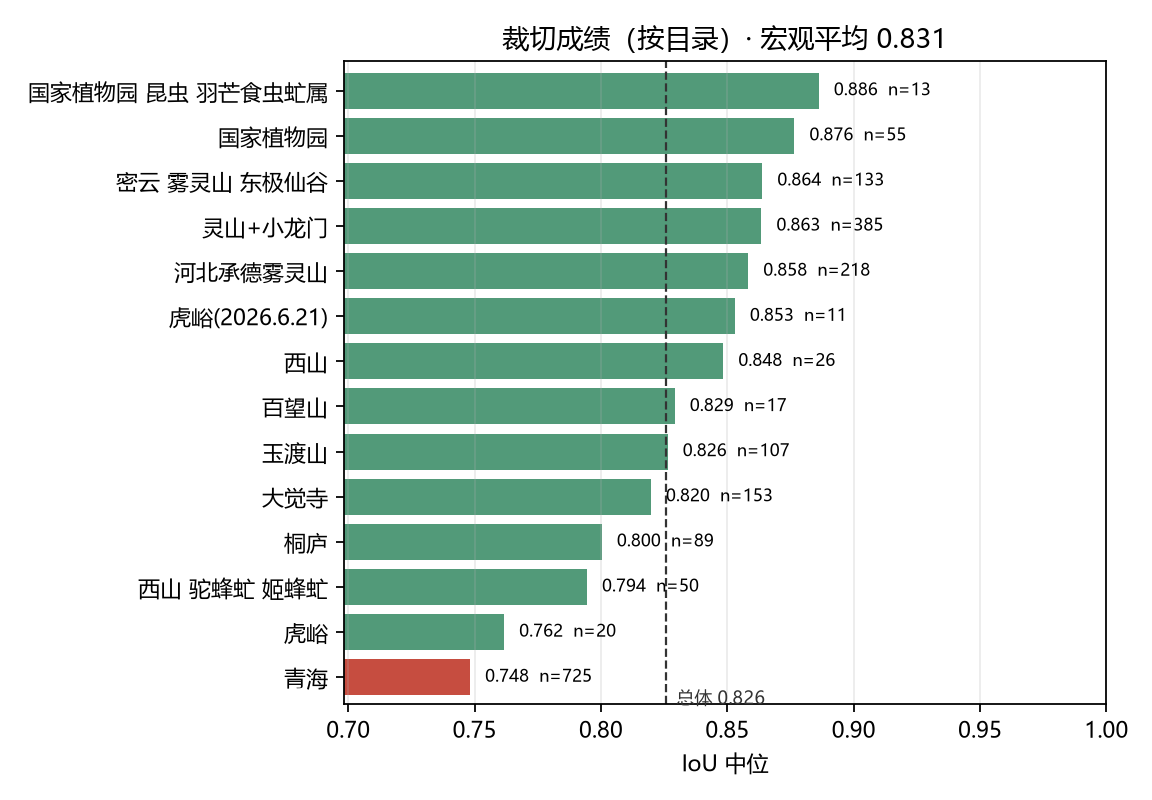 裁切成绩（按目录）· 宏观平均 0.831
国家植物园 昆虫 羽芒食虫虻属 0.886 n=13
国家植物园 0.876 n=55
密云 雾灵山 东极仙谷 0.864 n=133
灵山+小龙门 0.863 n=385
河北承德雾灵山 0.858 n=218
虎峪(2026.6.21) 0.853 n=11
西山 0.848 n=26
百望山 0.829 n=17
玉渡山 0.826 n=107
大觉寺 0.820 n=153
桐庐 0.800 n=89
西山 驼蜂虻 姬蜂虻 0.794 n=50
虎峪 0.762 n=20
青海 0.748 n=725
总体 0.826
0.70 0.75 0.80 0.85 0.90 0.95 1.00
IoU 中位